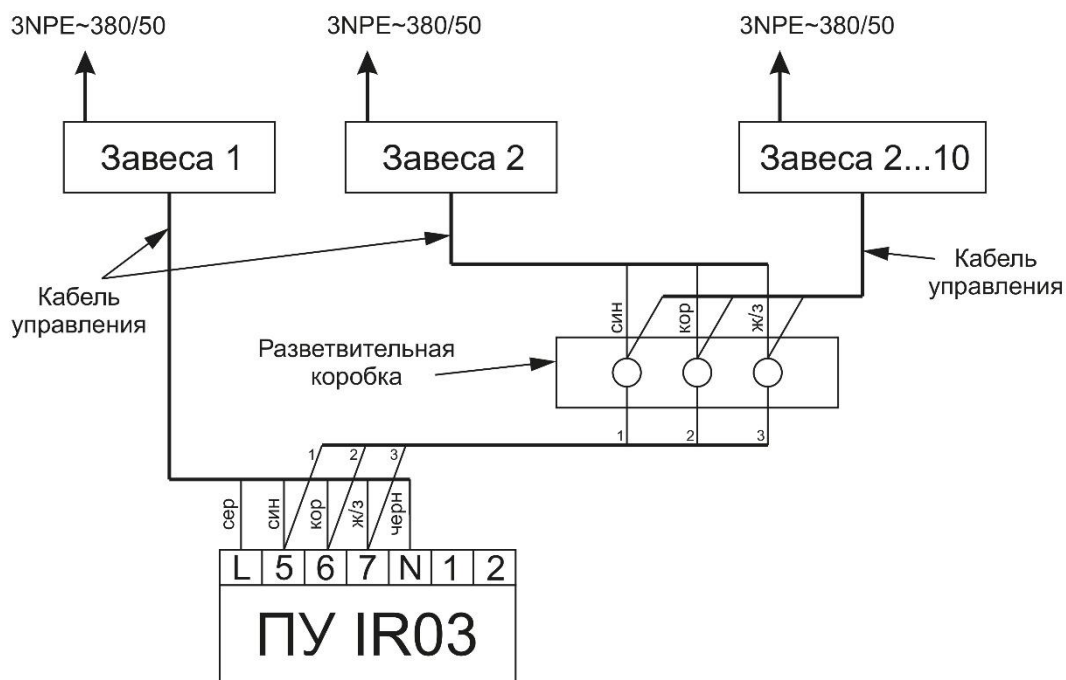 3NPE~380/50
3NPE~380/50
3NPE~380/50
Завеса 1
Завеса 2
Завеса 2...10
Кабель
управления
Кабель
управления
син
кор
ж/з
Разветвительная
коробка
1
2
3
1
2
3
сер
син
кор
ж/з
черн
L 5 6 7 N 1 2
ПУ IR03